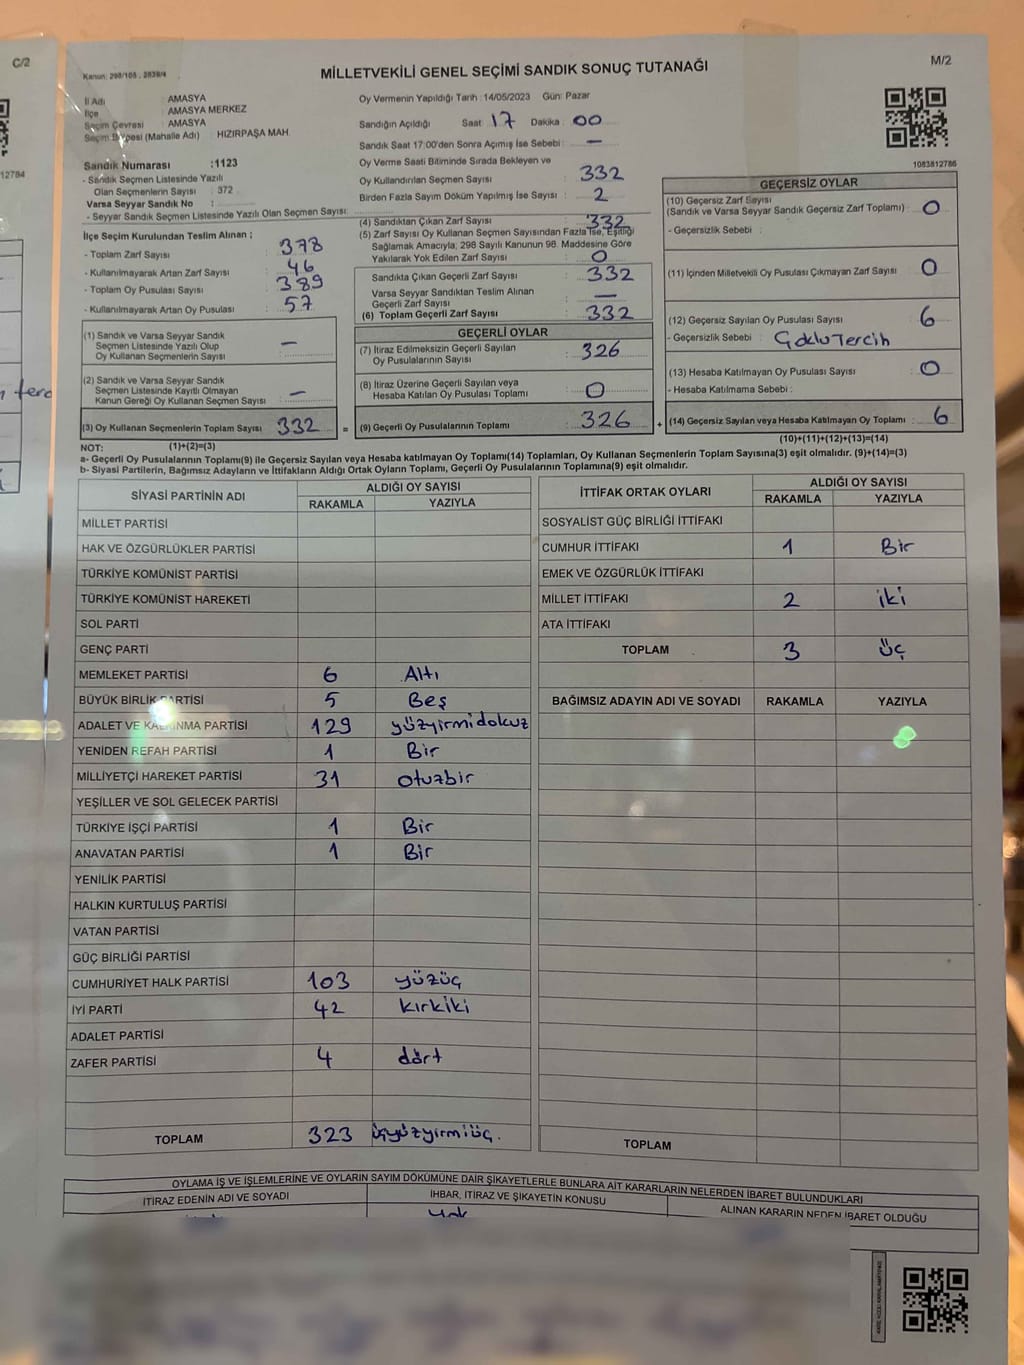 C/2
12784
Kanun: 298/105 , 2839/4
MİLLETVEKİLİ GENEL SEÇİMİ SANDIK SONUÇ TUTANAĞI
M/2
İl Adı : AMASYA
İlçe : AMASYA MERKEZ
Seçim Çevresi : AMASYA
Seçim Bölgesi (Mahalle Adı) : HIZIRPAŞA MAH.
Sandık Numarası :1123
- Sandık Seçmen Listesinde Yazılı
Olan Seçmenlerin Sayısı : 372
Varsa Seyyar Sandık No :
- Seyyar Sandık Seçmen Listesinde Yazılı Olan Seçmen Sayısı:
Oy Vermenin Yapıldığı Tarih :14/05/2023 Gün: Pazar
Sandığın Açıldığı Saat : 17 Dakika : 00
Sandık Saat 17:00'den Sonra Açımış İse Sebebi : —
Oy Verme Saati Bitiminde Sırada Bekleyen ve
Oy Kullandırılan Seçmen Sayısı : 332
Birden Fazla Sayım Döküm Yapılmış İse Sayısı : 2
1083812786
İlçe Seçim Kurulundan Teslim Alınan ;
- Toplam Zarf Sayısı : 378
- Kullanılmayarak Artan Zarf Sayısı : 46
- Toplam Oy Pusulası Sayısı : 389
- Kullanılmayarak Artan Oy Pusulası : 57
(1) Sandık ve Varsa Seyyar Sandık
Seçmen Listesinde Yazılı Olup
Oy Kullanan Seçmenlerin Sayısı : —
(2) Sandık ve Varsa Seyyar Sandık
Seçmen Listesinde Kayıtlı Olmayan
Kanun Gereği Oy Kullanan Seçmen Sayısı : —
(3) Oy Kullanan Seçmenlerin Toplam Sayısı : 332 =
(4) Sandıktan Çıkan Zarf Sayısı : 332
(5) Zarf Sayısı Oy Kullanan Seçmen Sayısından Fazla İse, Eşitliği
Sağlamak Amacıyla; 298 Sayılı Kanunun 98. Maddesine Göre
Yakılarak Yok Edilen Zarf Sayısı : 0
Sandıkta Çıkan Geçerli Zarf Sayısı : 332
Varsa Seyyar Sandıktan Teslim Alınan
Geçerli Zarf Sayısı : —
(6) Toplam Geçerli Zarf Sayısı : 332
GEÇERLİ OYLAR
(7) İtiraz Edilmeksizin Geçerli Sayılan
Oy Pusulalarının Sayısı : 326
(8) İtiraz Üzerine Geçerli Sayılan veya
Hesaba Katılan Oy Pusulası Toplamı : 0
(9) Geçerli Oy Pusulalarının Toplamı : 326 +
GEÇERSİZ OYLAR
(10) Geçersiz Zarf Sayısı
(Sandık ve Varsa Seyyar Sandık Geçersiz Zarf Toplamı) : 0
- Geçersizlik Sebebi :
(11) İçinden Milletvekili Oy Pusulası Çıkmayan Zarf Sayısı : 0
(12) Geçersiz Sayılan Oy Pusulası Sayısı : 6
- Geçersizlik Sebebi : Çoklu Tercih
(13) Hesaba Katılmayan Oy Pusulası Sayısı : 0
- Hesaba Katılmama Sebebi :
(14) Geçersiz Sayılan veya Hesaba Katılmayan Oy Toplamı : 6
NOT: (1)+(2)=(3)
(10)+(11)+(12)+(13)=(14)
a- Geçerli Oy Pusulalarının Toplamı(9) ile Geçersiz Sayılan veya Hesaba katılmayan Oy Toplamı(14) Toplamları, Oy Kullanan Seçmenlerin Toplam Sayısına(3) eşit olmalıdır. (9)+(14)=(3)
b- Siyasi Partilerin, Bağımsız Adayların ve İttifakların Aldığı Ortak Oyların Toplamı, Geçerli Oy Pusulalarının Toplamına(9) eşit olmalıdır.
SİYASİ PARTİNİN ADI ALDIĞI OY SAYISI
RAKAMLA YAZIYLA
MİLLET PARTİSİ
HAK VE ÖZGÜRLÜKLER PARTİSİ
TÜRKİYE KOMÜNİST PARTİSİ
TÜRKİYE KOMÜNİST HAREKETİ
SOL PARTİ
GENÇ PARTİ
MEMLEKET PARTİSİ 6 Altı
BÜYÜK BİRLİK PARTİSİ 5 Beş
ADALET VE KALKINMA PARTİSİ 129 yüzyirmidokuz
YENİDEN REFAH PARTİSİ 1 Bir
MİLLİYETÇİ HAREKET PARTİSİ 31 otuzbir
YEŞİLLER VE SOL GELECEK PARTİSİ
TÜRKİYE İŞÇİ PARTİSİ 1 Bir
ANAVATAN PARTİSİ 1 Bir
YENİLİK PARTİSİ
HALKIN KURTULUŞ PARTİSİ
VATAN PARTİSİ
GÜÇ BİRLİĞİ PARTİSİ
CUMHURİYET HALK PARTİSİ 103 yüzüç
İYİ PARTİ 42 kırkiki
ADALET PARTİSİ
ZAFER PARTİSİ 4 dört
TOPLAM 323 üçyüzyirmiüç.
İTTİFAK ORTAK OYLARI ALDIĞI OY SAYISI
RAKAMLA YAZIYLA
SOSYALİST GÜÇ BİRLİĞİ İTTİFAKI
CUMHUR İTTİFAKI 1 Bir
EMEK VE ÖZGÜRLÜK İTTİFAKI
MİLLET İTTİFAKI 2 iki
ATA İTTİFAKI
TOPLAM 3 üç
BAĞIMSIZ ADAYIN ADI VE SOYADI RAKAMLA YAZIYLA
TOPLAM
OYLAMA İŞ VE İŞLEMLERİNE VE OYLARIN SAYIM DÖKÜMÜNE DAİR ŞİKAYETLERLE BUNLARA AİT KARARLARIN NELERDEN İBARET BULUNDUKLARI
İTİRAZ EDENİN ADI VE SOYADI İHBAR, İTİRAZ VE ŞİKAYETİN KONUSU ALINAN KARARIN NEDEN İBARET OLDUĞU